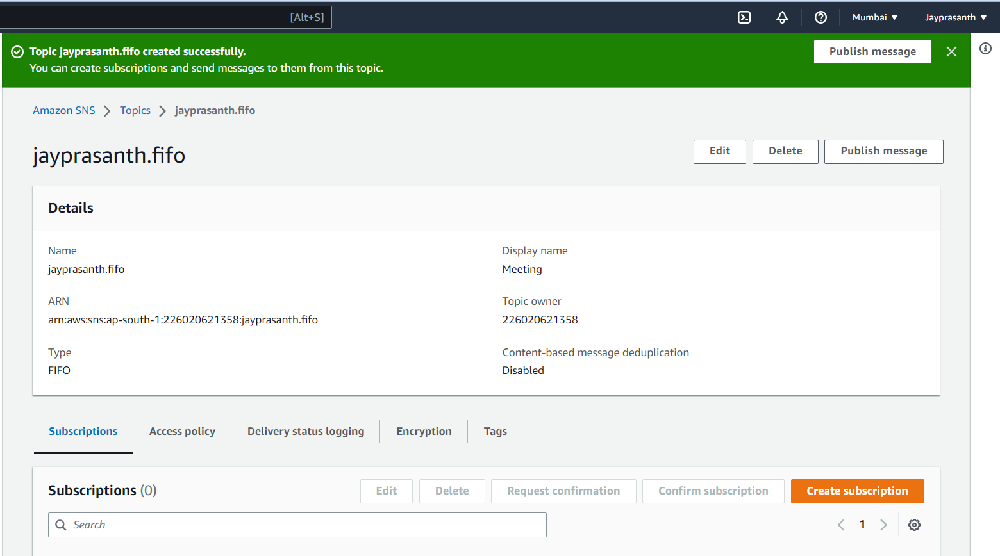 [Alt+S]
Mumbai
Jayprasanth
Topic jayprasanth.fifo created successfully.
You can create subscriptions and send messages to them from this topic.
Publish message
Amazon SNS
Topics
jayprasanth.fifo
jayprasanth.fifo
Edit
Delete
Publish message
Details
Name
jayprasanth.fifo
Display name
Meeting
ARN
arn:aws:sns:ap-south-1:226020621358:jayprasanth.fifo
Topic owner
226020621358
Type
FIFO
Content-based message deduplication
Disabled
Subscriptions
Access policy
Delivery status logging
Encryption
Tags
Subscriptions (0)
Edit
Delete
Request confirmation
Confirm subscription
Create subscription
Search
1